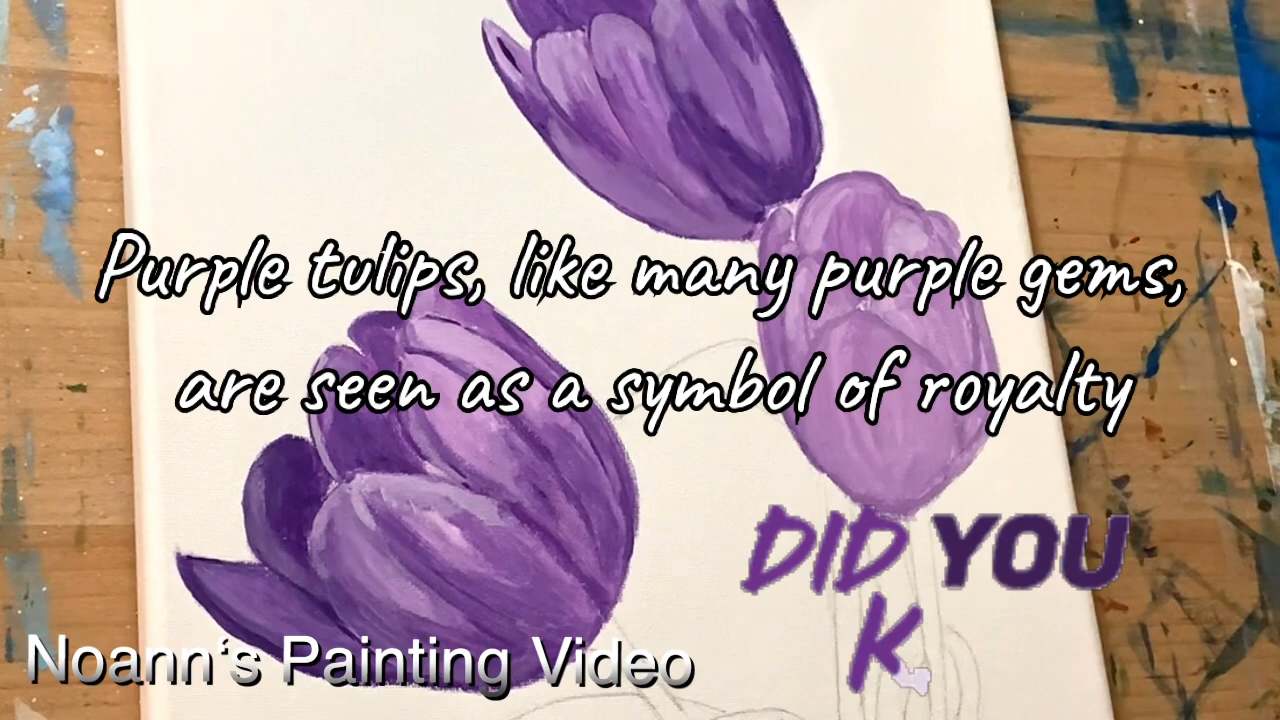 Purple tulips, like many purple gems,
are seen as a symbol of royalty
DID YOU
K
Noann‘s Painting Video